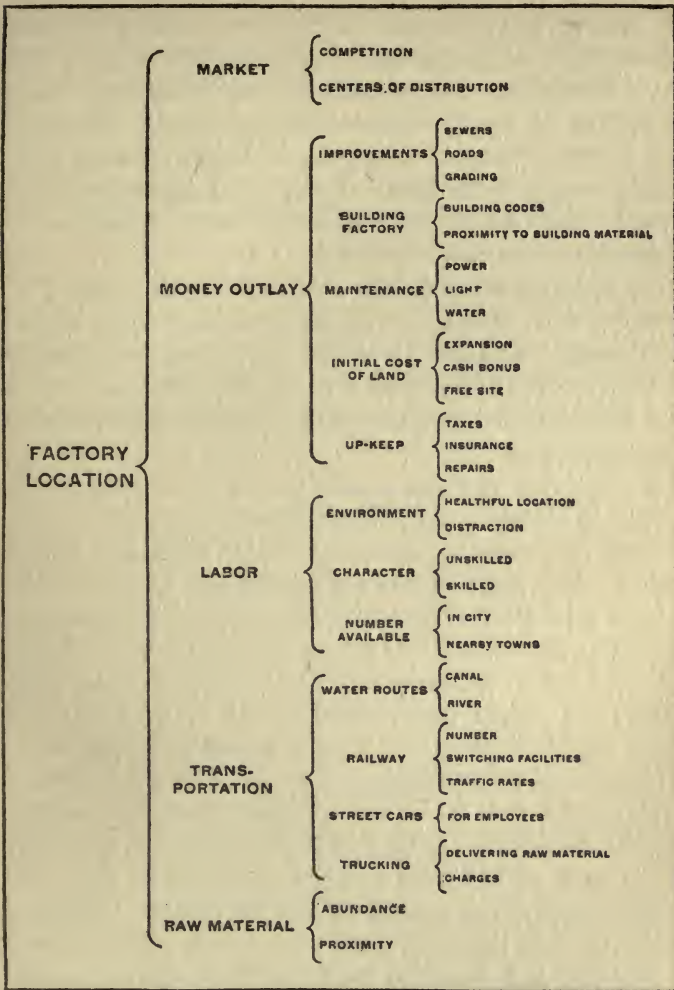 FACTORY
LOCATION
MARKET
COMPETITION
CENTERS OF DISTRIBUTION
MONEY OUTLAY
IMPROVEMENTS
SEWERS
ROADS
GRADING
BUILDING
FACTORY
BUILDING CODES
PROXIMITY TO BUILDING MATERIAL
MAINTENANCE
POWER
LIGHT
WATER
INITIAL COST
OF LAND
EXPANSION
CASH BONUS
FREE SITE
UP-KEEP
TAXES
INSURANCE
REPAIRS
LABOR
ENVIRONMENT
HEALTHFUL LOCATION
DISTRACTION
CHARACTER
UNSKILLED
SKILLED
NUMBER
AVAILABLE
IN CITY
NEARBY TOWNS
TRANS-
PORTATION
WATER ROUTES
CANAL
RIVER
RAILWAY
NUMBER
SWITCHING FACILITIES
TRAFFIC RATES
STREET CARS
FOR EMPLOYEES
TRUCKING
DELIVERING RAW MATERIAL
CHARGES
RAW MATERIAL
ABUNDANCE
PROXIMITY